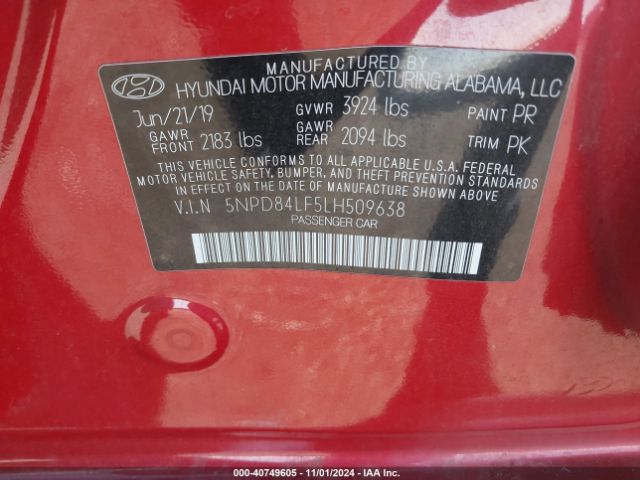 MANUFACTURED BY
HYUNDAI MOTOR MANUFACTURING ALABAMA, LLC
Jun/21/19 GVWR 3924 lbs PAINT PR
GAWR FRONT 2183 lbs GAWR REAR 2094 lbs TRIM PK
THIS VEHICLE CONFORMS TO ALL APPLICABLE U.S.A. FEDERAL
MOTOR VEHICLE SAFETY, BUMPER, AND THEFT PREVENTION STANDARDS
IN EFFECT ON THE DATE OF MANUFACTURE SHOWN ABOVE.
V.I.N 5NPD84LF5LH509638
PASSENGER CAR
0-40749605 - 11/01/2024 - IAA Inc.